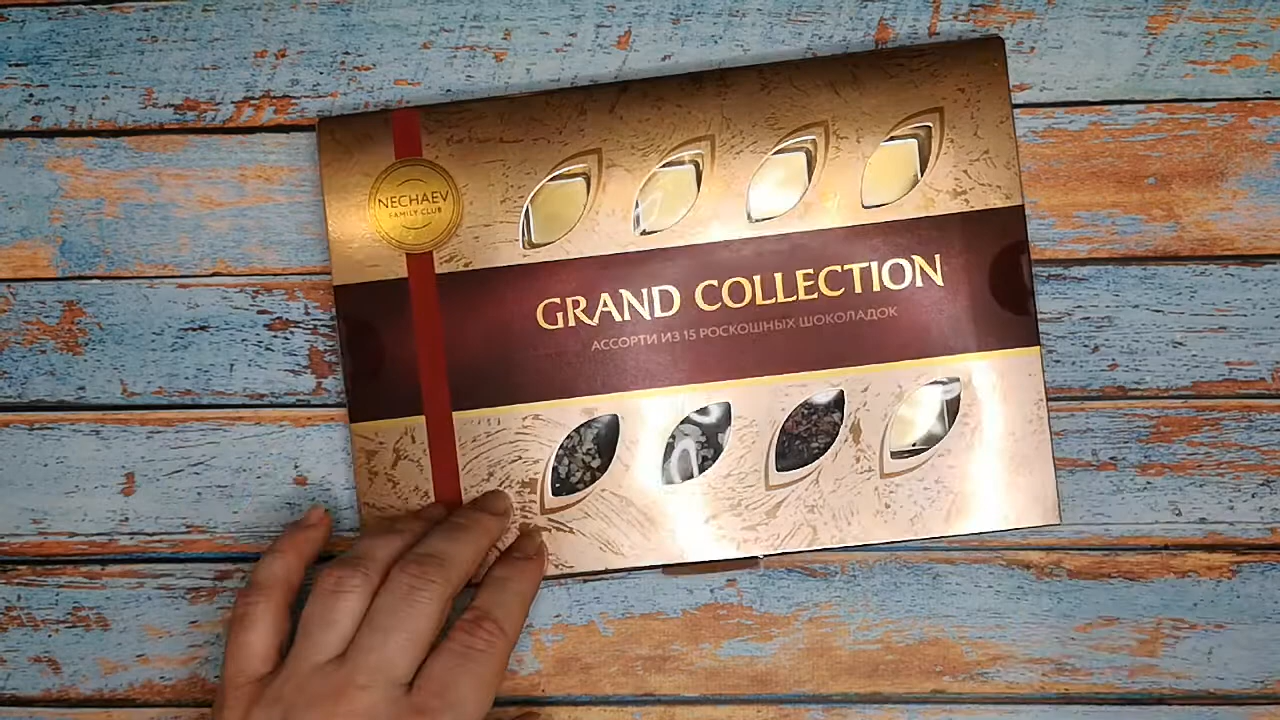 NECHAEV
FAMILY CLUB
GRAND COLLECTION
АССОРТИ ИЗ 15 РОСКОШНЫХ ШОКОЛАДОК